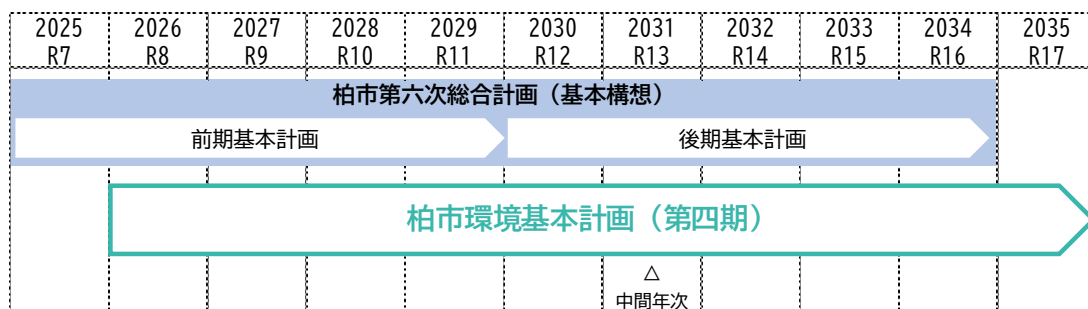 2025 2026 2027 2028 2029 2030 2031 2032 2033 2034 2035
R7 R8 R9 R10 R11 R12 R13 R14 R15 R16 R17
柏市第六次総合計画（基本構想）
前期基本計画 後期基本計画
柏市環境基本計画（第四期）
△
中間年次